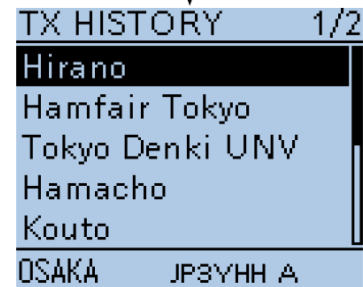 TX HISTORY 1/2
Hirano
Hamfair Tokyo
Tokyo Denki UNV
Hamacho
Kouto
OSAKA JP3YHH A